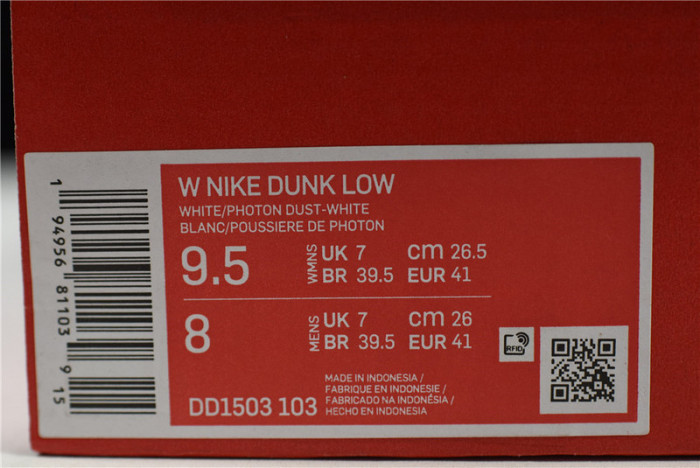 W NIKE DUNK LOW
WHITE/PHOTON DUST-WHITE
BLANC/POUSSIERE DE PHOTON
9.5 WMNS UK 7 cm 26.5
BR 39.5 EUR 41
8 MENS UK 7 cm 26
BR 39.5 EUR 41
RFID
DD1503 103
MADE IN INDONESIA /
FABRIQUE EN INDONESIE /
FABRICADO NA INDONÉSIA /
HECHO EN INDONESIA
1 94956 81103 9 15